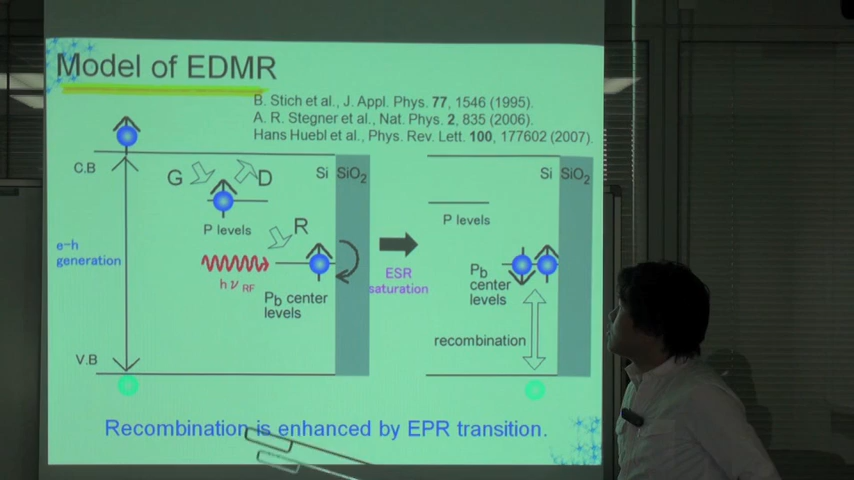 Model of EDMR
B. Stich et al., J. Appl. Phys. 77, 1546 (1995).
A. R. Stegner et al., Nat. Phys. 2, 835 (2006).
Hans Huebl et al., Phys. Rev. Lett. 100, 177602 (2007).
C.B
G
D
Si
SiO2
P levels
R
e-h
generation
hνRF
Pb center
levels
V.B
ESR
saturation
Si
SiO2
P levels
Pb
center
levels
recombination
Recombination is enhanced by EPR transition.